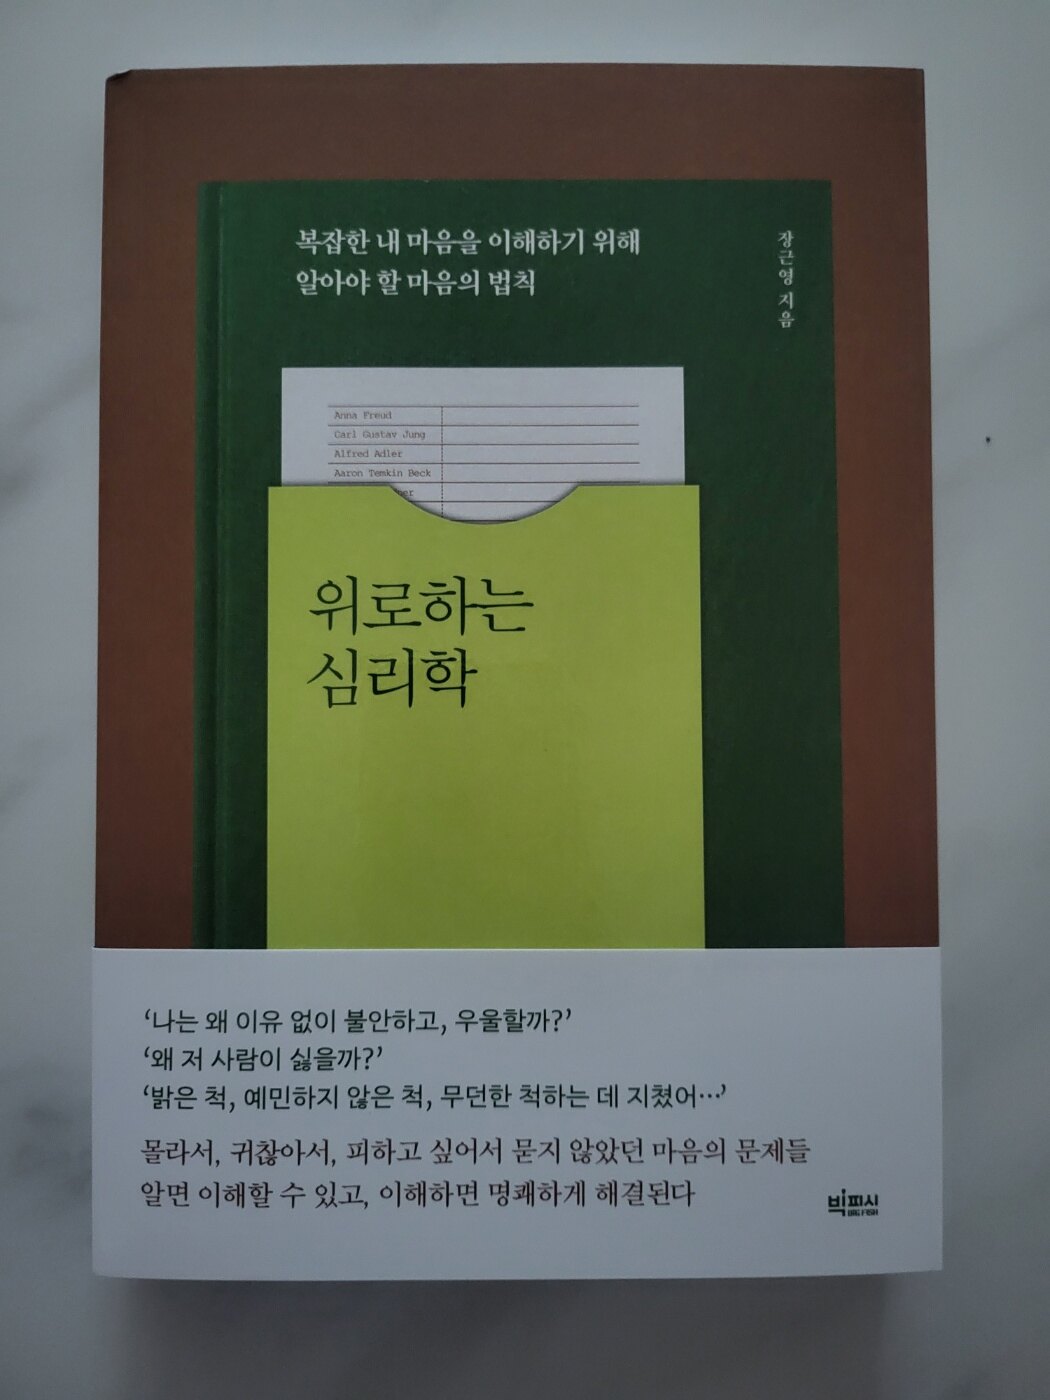 복잡한 내 마음을 이해하기 위해
알아야 할 마음의 법칙
장근영 지음
Anna Freud
Carl Gustav Jung
Alfred Adler
Aaron Temkin Beck
위로하는
심리학
‘나는 왜 이유 없이 불안하고, 우울할까?’
‘왜 저 사람이 싫을까?’
‘밝은 척, 예민하지 않은 척, 무던한 척하는 데 지쳤어…’
몰라서, 귀찮아서, 피하고 싶어서 묻지 않았던 마음의 문제들
알면 이해할 수 있고, 이해하면 명쾌하게 해결된다
빅피시
BIG FISH